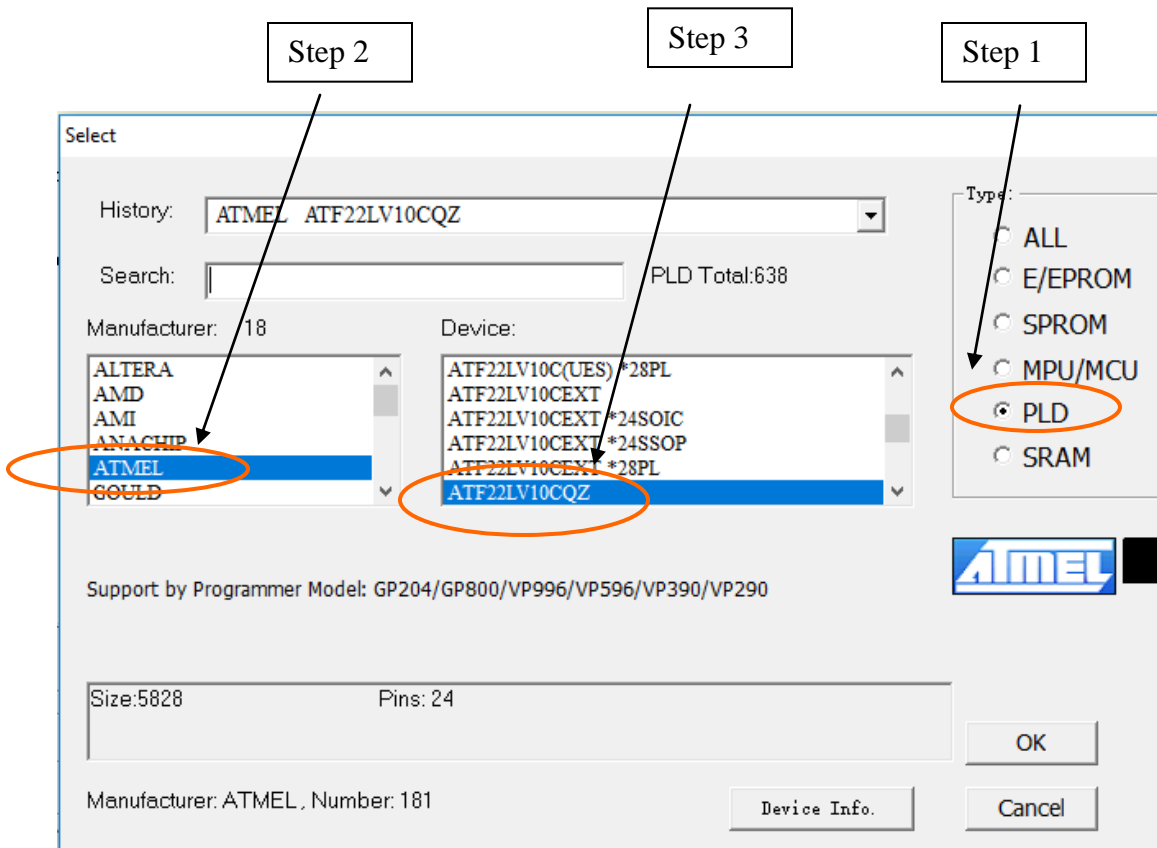 Step 2
Step 3
Step 1
Select
History:
ATMEL ATF22LV10CQZ
Search:
PLD Total:638
Manufacturer: 18
Device:
ALTERA
AMD
AMI
ANACHIP
ATMEL
GOULD
ATF22LV10C(UES) *28PL
ATF22LV10CEXT
ATF22LV10CEXT *24SOIC
ATF22LV10CEXT *24SSOP
ATF22LV10CEXT *28PL
ATF22LV10CQZ
Type:
ALL
E/EPROM
SPROM
MPU/MCU
PLD
SRAM
ATMEL
Support by Programmer Model: GP204/GP800/VP996/VP596/VP390/VP290
Size:5828 Pins: 24
OK
Manufacturer: ATMEL , Number: 181
Device Info.
Cancel